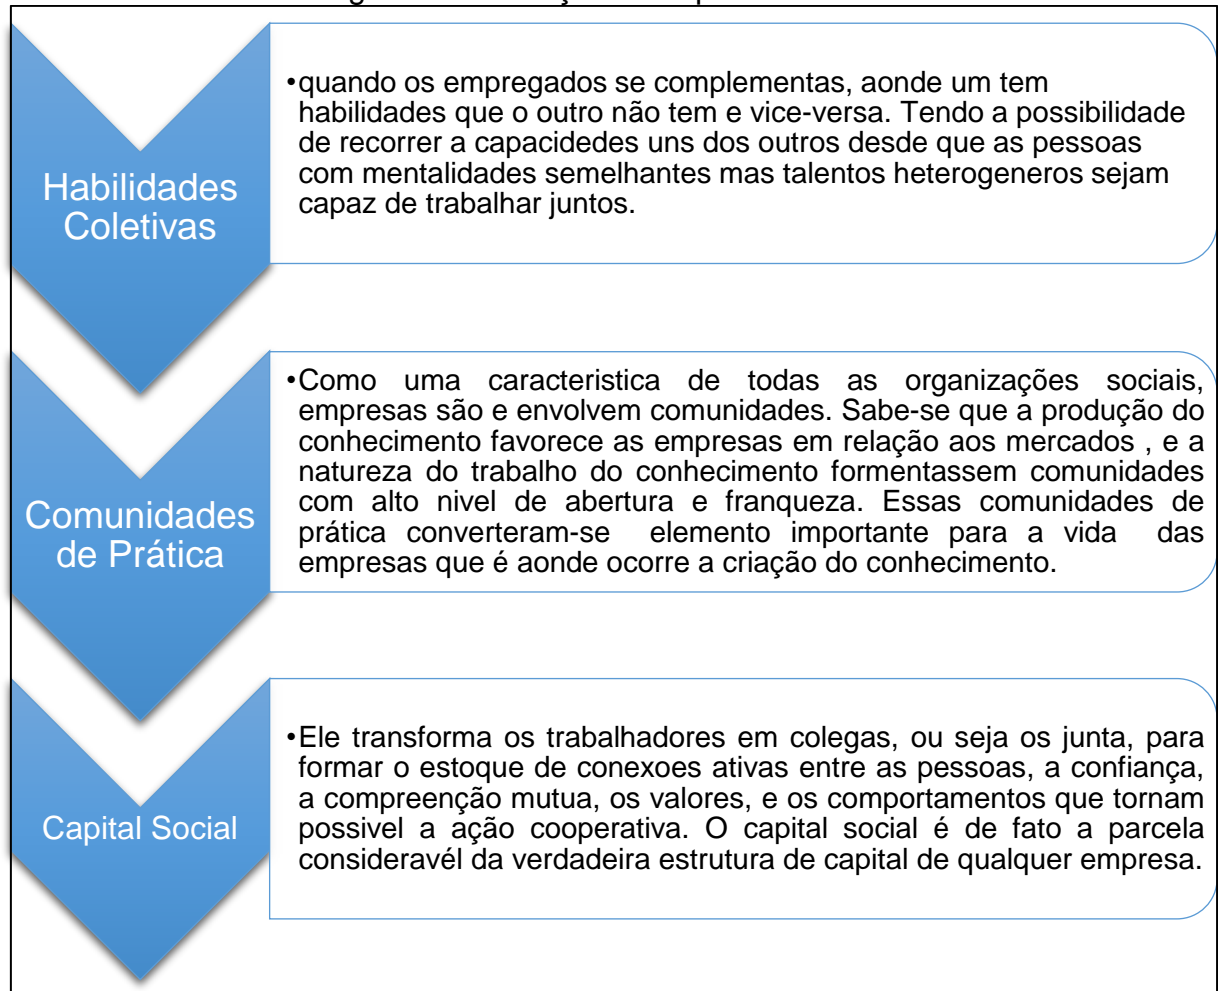 Habilidades
Coletivas
•quando os empregados se complementas, aonde um tem
habilidades que o outro não tem e vice-versa. Tendo a possibilidade
de recorrer a capacidedes uns dos outros desde que as pessoas
com mentalidades semelhantes mas talentos heterogeneros sejam
capaz de trabalhar juntos.
Comunidades
de Prática
•Como uma caracteristica de todas as organizações sociais,
empresas são e envolvem comunidades. Sabe-se que a produção do
conhecimento favorece as empresas em relação aos mercados , e a
natureza do trabalho do conhecimento formentassem comunidades
com alto nivel de abertura e franqueza. Essas comunidades de
prática converteram-se elemento importante para a vida das
empresas que é aonde ocorre a criação do conhecimento.
Capital Social
•Ele transforma os trabalhadores em colegas, ou seja os junta, para
formar o estoque de conexoes ativas entre as pessoas, a confiança,
a compreenção mutua, os valores, e os comportamentos que tornam
possivel a ação cooperativa. O capital social é de fato a parcela
consideravél da verdadeira estrutura de capital de qualquer empresa.